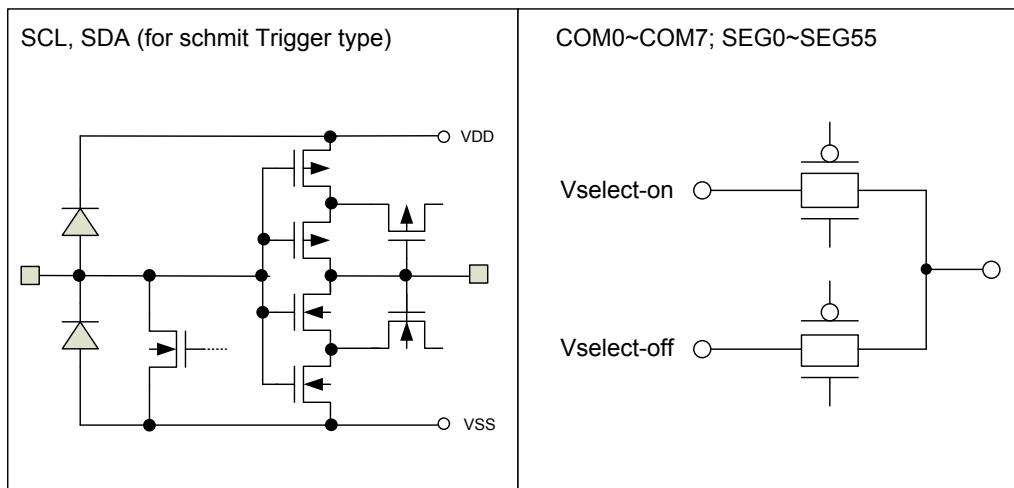 SCL, SDA (for schmit Trigger type)
VDD
VSS
COM0~COM7; SEG0~SEG55
Vselect-on
Vselect-off